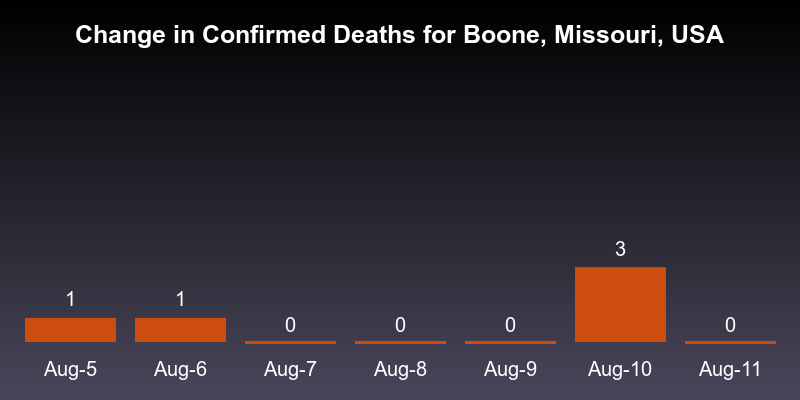 Change in Confirmed Deaths for Boone, Missouri, USA
3
1 1
0 0 0 0
Aug-5 Aug-6 Aug-7 Aug-8 Aug-9 Aug-10 Aug-11